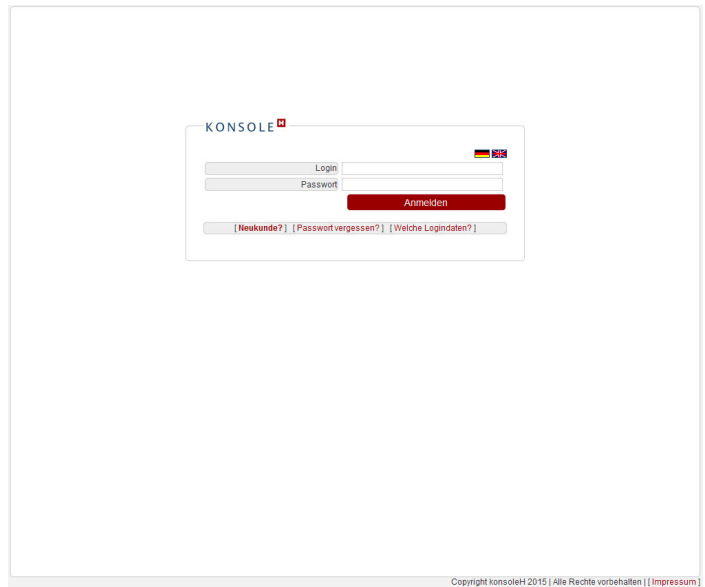 KONSOLE H
Login
Passwort
Anmelden
[ Neukunde? ] [ Passwort vergessen? ] [ Welche Logindaten? ]
Copyright konsoleH 2015 | Alle Rechte vorbehalten | [ Impressum ]